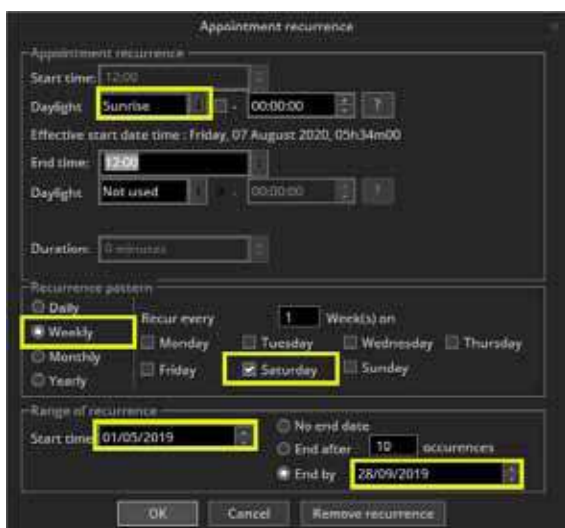 Appointment recurrence
Appointment recurrence
Start time: 12:00
Daylight Sunrise - 00:00:00 ?
Effective start date time : Friday, 07 August 2020, 05h34m00
End time: 12:00
Daylight Not used - 00:00:00 ?
Duration: 0 minutes
Recurrence pattern
Daily
Recur every 1 Week(s) on
Weekly
Monday Tuesday Wednesday Thursday
Monthly
Friday Saturday Sunday
Yearly
Range of recurrence
No end date
Start time 01/05/2019
End after 10 occurences
End by 28/09/2019
OK Cancel Remove recurrence